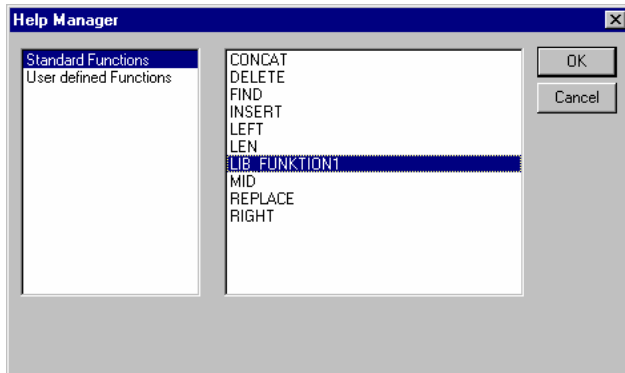 Help Manager
Standard Functions
User defined Functions
CONCAT
DELETE
FIND
INSERT
LEFT
LEN
LIB_FUNKTION1
MID
REPLACE
RIGHT
OK
Cancel